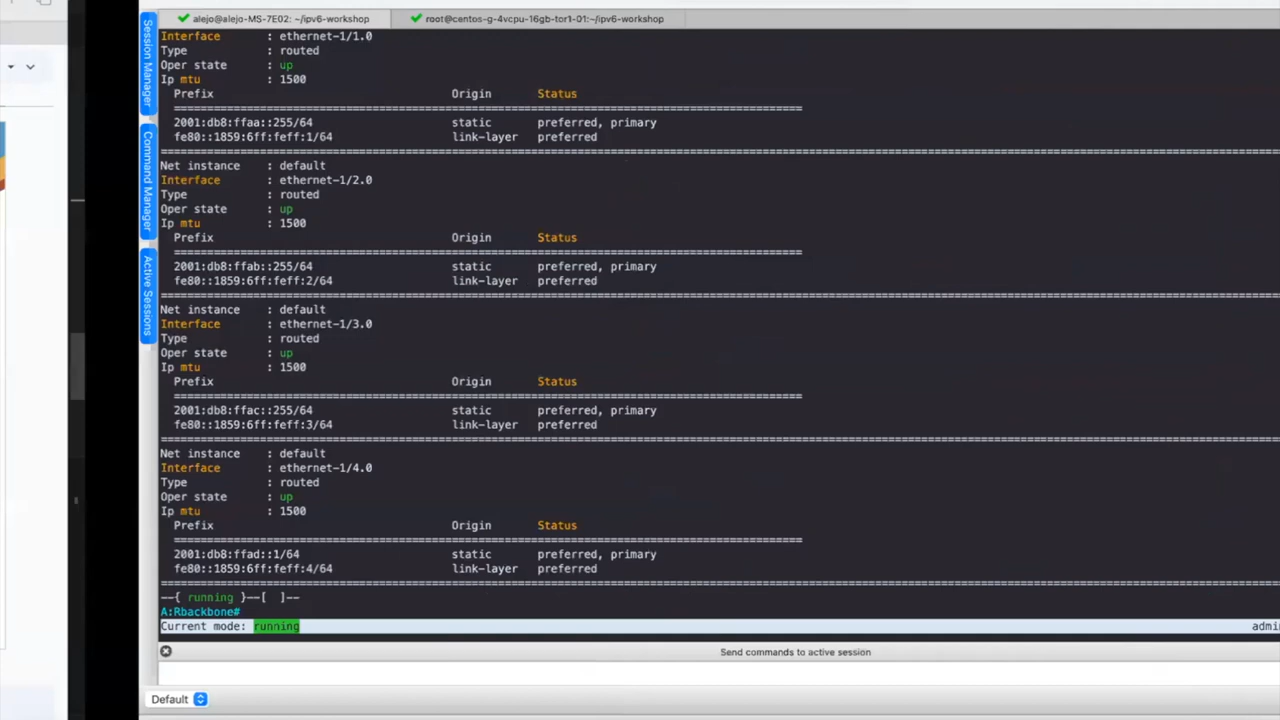 alejo@alejo-MS-7E02: ~/ipv6-workshop
root@centos-g-4vcpu-16gb-tor1-01:~/ipv6-workshop
Session Manager
Command Manager
Active Sessions
Interface : ethernet-1/1.0
Type : routed
Oper state : up
Ip mtu : 1500
Prefix Origin Status
===========================================================================================
2001:db8:ffaa::255/64 static preferred, primary
fe80::1859:6ff:feff:1/64 link-layer preferred
===========================================================================================
Net instance : default
Interface : ethernet-1/2.0
Type : routed
Oper state : up
Ip mtu : 1500
Prefix Origin Status
===========================================================================================
2001:db8:ffab::255/64 static preferred, primary
fe80::1859:6ff:feff:2/64 link-layer preferred
===========================================================================================
Net instance : default
Interface : ethernet-1/3.0
Type : routed
Oper state : up
Ip mtu : 1500
Prefix Origin Status
===========================================================================================
2001:db8:ffac::255/64 static preferred, primary
fe80::1859:6ff:feff:3/64 link-layer preferred
===========================================================================================
Net instance : default
Interface : ethernet-1/4.0
Type : routed
Oper state : up
Ip mtu : 1500
Prefix Origin Status
===========================================================================================
2001:db8:ffad::1/64 static preferred, primary
fe80::1859:6ff:feff:4/64 link-layer preferred
===========================================================================================
--{ running }--[ ]--
A:Rbackbone#
Current mode: running admi
Send commands to active session
Default